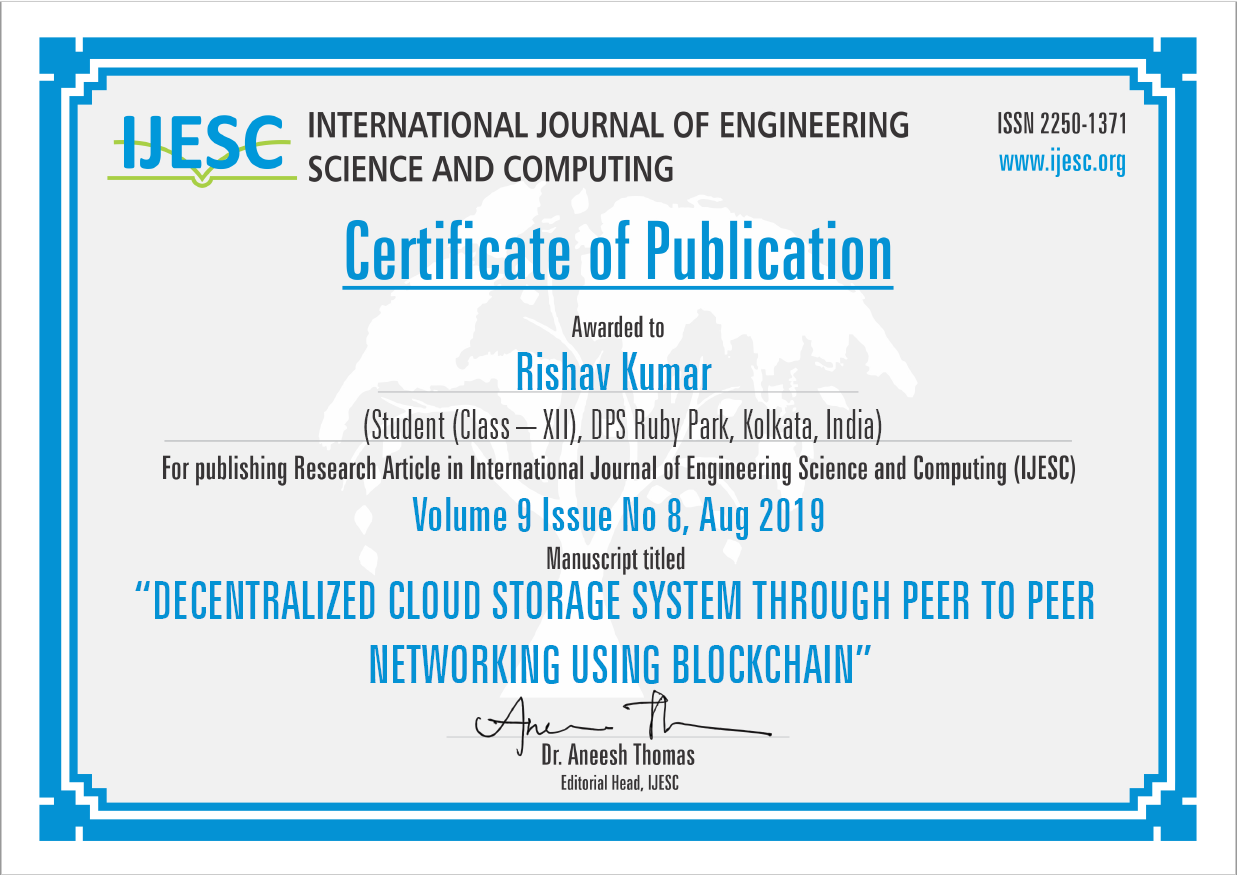 IJESC
INTERNATIONAL JOURNAL OF ENGINEERING
SCIENCE AND COMPUTING
ISSN 2250-1371
www.ijesc.org
Certificate of Publication
Awarded to
Rishav Kumar
(Student (Class – XII), DPS Ruby Park, Kolkata, India)
For publishing Research Article in International Journal of Engineering Science and Computing (IJESC)
Volume 9 Issue No 8, Aug 2019
Manuscript titled
“DECENTRALIZED CLOUD STORAGE SYSTEM THROUGH PEER TO PEER
NETWORKING USING BLOCKCHAIN”
Dr. Aneesh Thomas
Editorial Head, IJESC